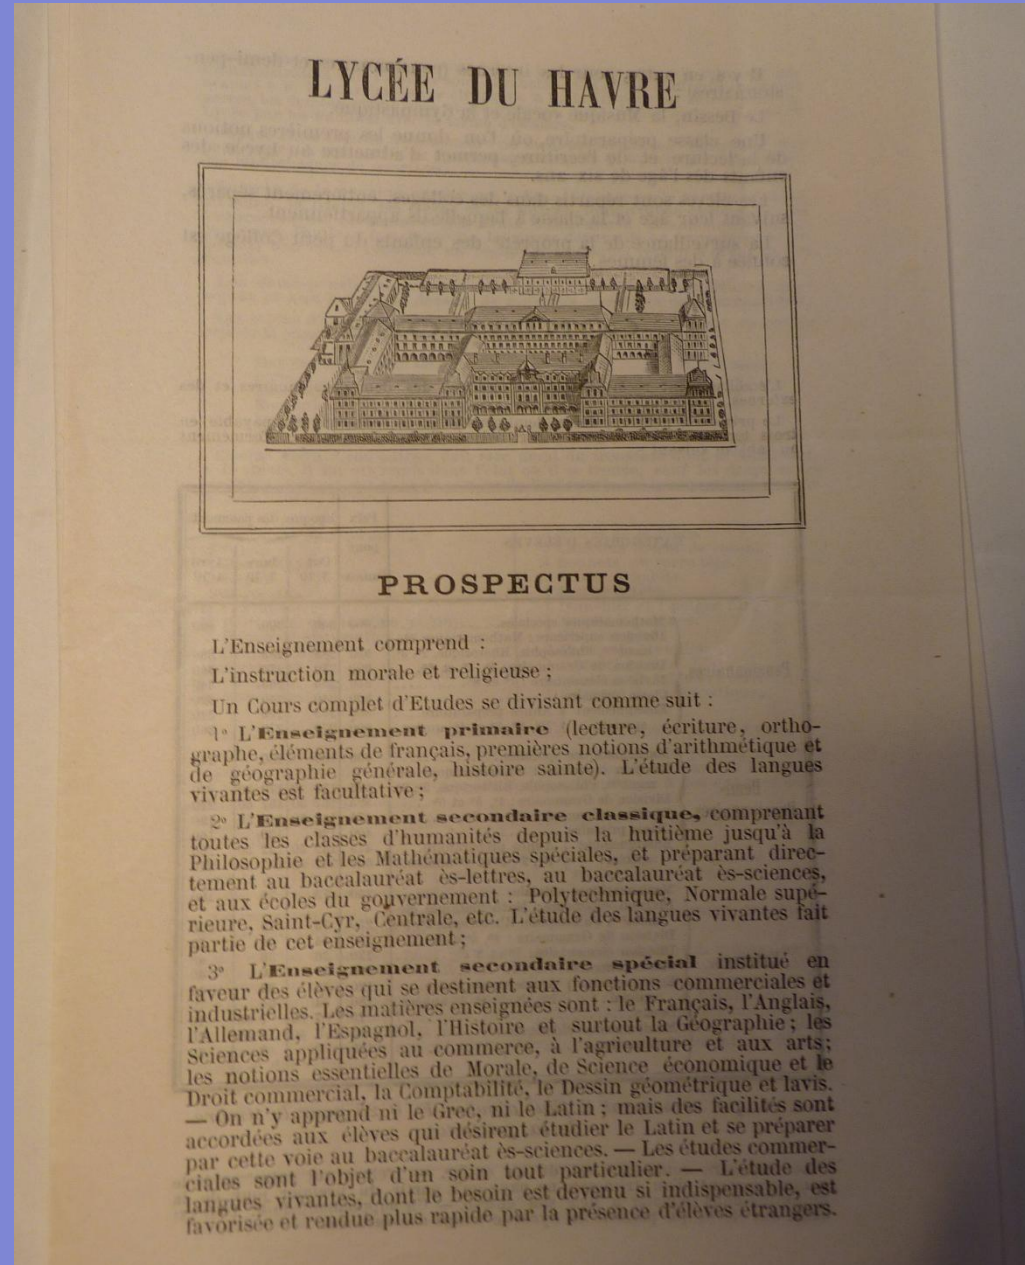 LYCÉE DU HAVRE
PROSPECTUS
L'Enseignement comprend :
L'instruction morale et religieuse ;
Un Cours complet d'Etudes se divisant comme suit :
1º L'Enseignement primaire (lecture, écriture, ortho-
graphe, éléments de français, premières notions d'arithmétique et
de géographie générale, histoire sainte). L'étude des langues
vivantes est facultative ;
2º L'Enseignement secondaire classique, comprenant
toutes les classes d'humanités depuis la huitième jusqu'à la
Philosophie et les Mathématiques spéciales, et préparant direc-
tement au baccalauréat ès-lettres, au baccalauréat ès-sciences,
et aux écoles du gouvernement : Polytechnique, Normale supé-
rieure, Saint-Cyr, Centrale, etc. L'étude des langues vivantes fait
partie de cet enseignement ;
3º L'Enseignement secondaire spécial institué en
faveur des élèves qui se destinent aux fonctions commerciales et
industrielles. Les matières enseignées sont : le Français, l'Anglais,
l'Allemand, l'Espagnol, l'Histoire et surtout la Géographie ; les
Sciences appliquées au commerce, à l'agriculture et aux arts ;
les notions essentielles de Morale, de Science économique et le
Droit commercial, la Comptabilité, le Dessin géométrique et lavis.
— On n'y apprend ni le Grec, ni le Latin ; mais des facilités sont
accordées aux élèves qui désirent étudier le Latin et se préparer
par cette voie au baccalauréat ès-sciences. — Les études commer-
ciales sont l'objet d'un soin tout particulier. — L'étude des
langues vivantes, dont le besoin est devenu si indispensable, est
favorisée et rendue plus rapide par la présence d'élèves étrangers.